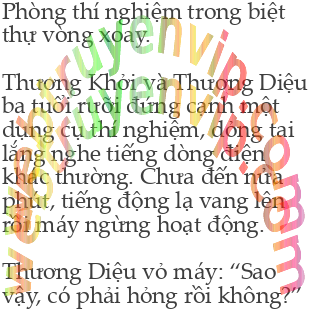 Phòng thí nghiệm trong biệt
thự vòng xoay.
Thương Khởi và Thương Diệu
ba tuổi rưỡi đứng cạnh một
dụng cụ thí nghiệm, dỏng tai
lắng nghe tiếng dòng điện
khác thường. Chưa đến nửa
phút, tiếng động lạ vang lên
rồi máy ngừng hoạt động.
Thương Diệu vỏ máy: “Sao
vậy, có phải hỏng rồi không?”